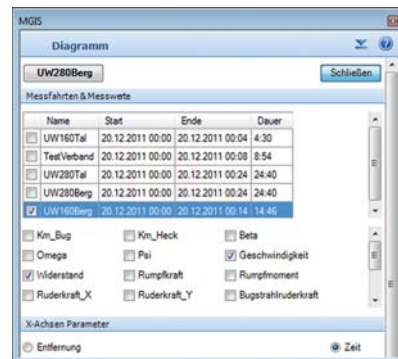 MGIS
Diagramm
UW280Berg Schließen
Messfahrten & Messwerte
Name Start Ende Dauer
UW160Tal 20.12.2011 00:00 20.12.2011 00:04 4:30
TestVerband 20.12.2011 00:00 20.12.2011 00:08 8:54
UW280Tal 20.12.2011 00:00 20.12.2011 00:24 24:40
UW280Berg 20.12.2011 00:00 20.12.2011 00:24 24:40
UW160Berg 20.12.2011 00:00 20.12.2011 00:14 14:46
Km_Bug Km_Heck Beta
Omega Psi Geschwindigkeit
Widerstand Rumpfkraft Rumpfmoment
Ruderkraft_X Ruderkraft_Y Bugstrahlruderkraft
X-Achsen Parameter
Entfernung Zeit